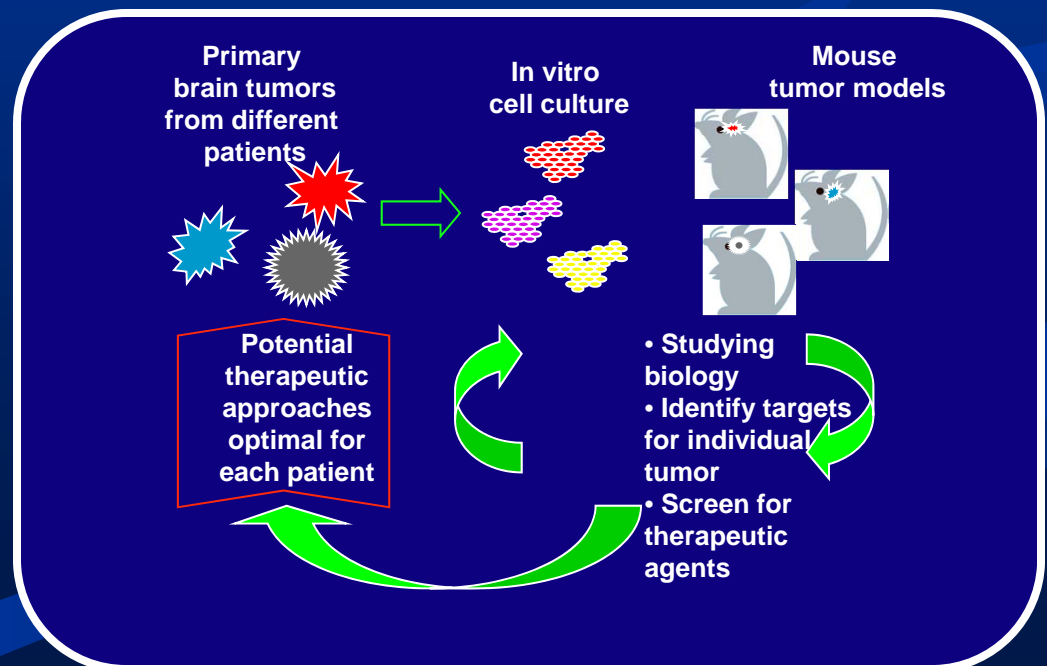 Primary
brain tumors
from different
patients
In vitro
cell culture
Mouse
tumor models
Potential
therapeutic
approaches
optimal for
each patient
• Studying
biology
• Identify targets
for individual
tumor
• Screen for
therapeutic
agents